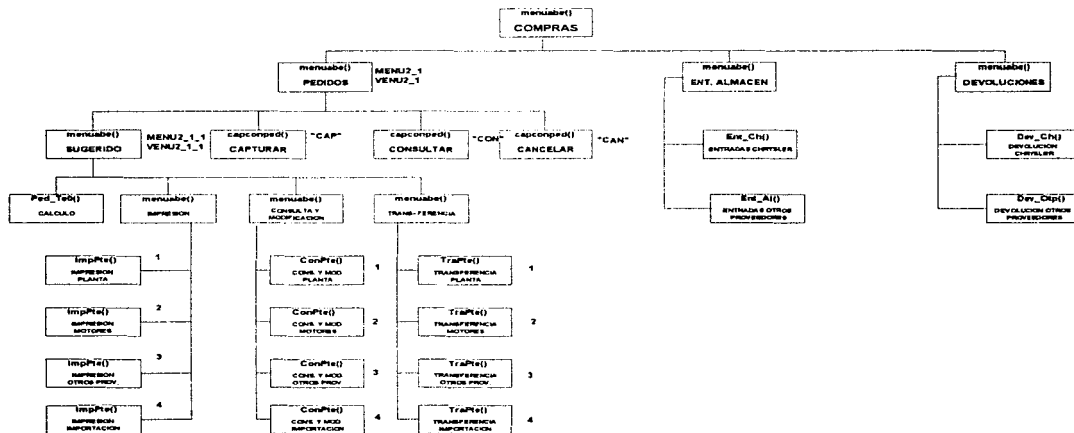 menuabe()
COMPRAS
menuabe()
PEDIDOS
MENU2_1
VENU2_1
menuabe()
ENT. ALMACEN
menuabe()
DEVOLUCIONES
menuabe()
SUGERIDO
MENU2_1_1
VENU2_1_1
capconped()
CAPTURAR
"CAP"
capconped()
CONSULTAR
"CON"
capconped()
CANCELAR
"CAN"
Ent_Ch()
ENTRADAS CHRYSLER
Dev_Ch()
DEVOLUCION
CHRYSLER
Ped_Te0()
CALCULO
menuabe()
IMPRESION
menuabe()
CONSULTA Y
MODIFICACION
menuabe()
TRANSFERENCIA
Ent_Al()
ENTRADAS OTROS
PROVEEDORES
Dev_Otp()
DEVOLUCION OTROS
PROVEEDORES
ImpPte()
IMPRESION
PLANTA
1
ConPte()
CONS. Y MOD
PLANTA
1
TraPte()
TRANSFERENCIA
PLANTA
1
ImpPte()
IMPRESION
MOTORES
2
ConPte()
CONS. Y MOD
MOTORES
2
TraPte()
TRANSFERENCIA
MOTORES
2
ImpPte()
IMPRESION
OTROS PROV.
3
ConPte()
CONS. Y MOD
OTROS PROV.
3
TraPte()
TRANSFERENCIA
OTROS PROV.
3
ImpPte()
IMPRESION
IMPORTACION
4
ConPte()
CONS. Y MOD
IMPORTACION
4
TraPte()
TRANSFERENCIA
IMPORTACION
4